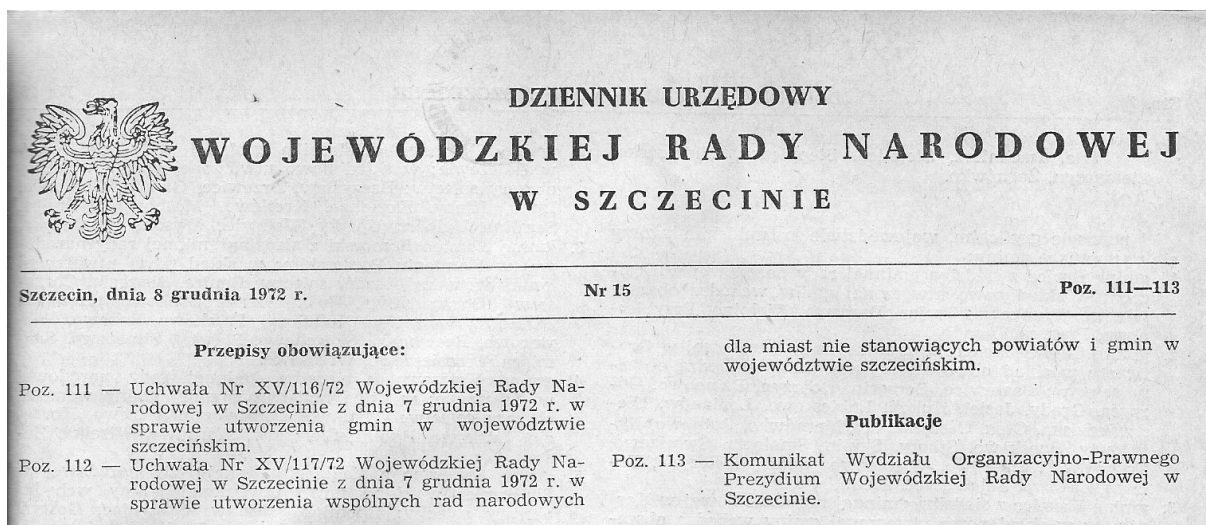 DZIENNIK URZĘDOWY
WOJEWÓDZKIEJ RADY NARODOWEJ
W SZCZECINIE
Szczecin, dnia 8 grudnia 1972 r.
Nr 15
Poz. 111—113
Przepisy obowiązujące:
Poz. 111 — Uchwała Nr XV/116/72 Wojewódzkiej Rady Na-
rodowej w Szczecinie z dnia 7 grudnia 1972 r. w
sprawie utworzenia gmin w województwie
szczecińskim.
Poz. 112 — Uchwała Nr XV/117/72 Wojewódzkiej Rady Na-
rodowej w Szczecinie z dnia 7 grudnia 1972 r. w
sprawie utworzenia wspólnych rad narodowych
dla miast nie stanowiących powiatów i gmin w
województwie szczecińskim.
Publikacje
Poz. 113 — Komunikat Wydziału Organizacyjno-Prawnego
Prezydium Wojewódzkiej Rady Narodowej w
Szczecinie.